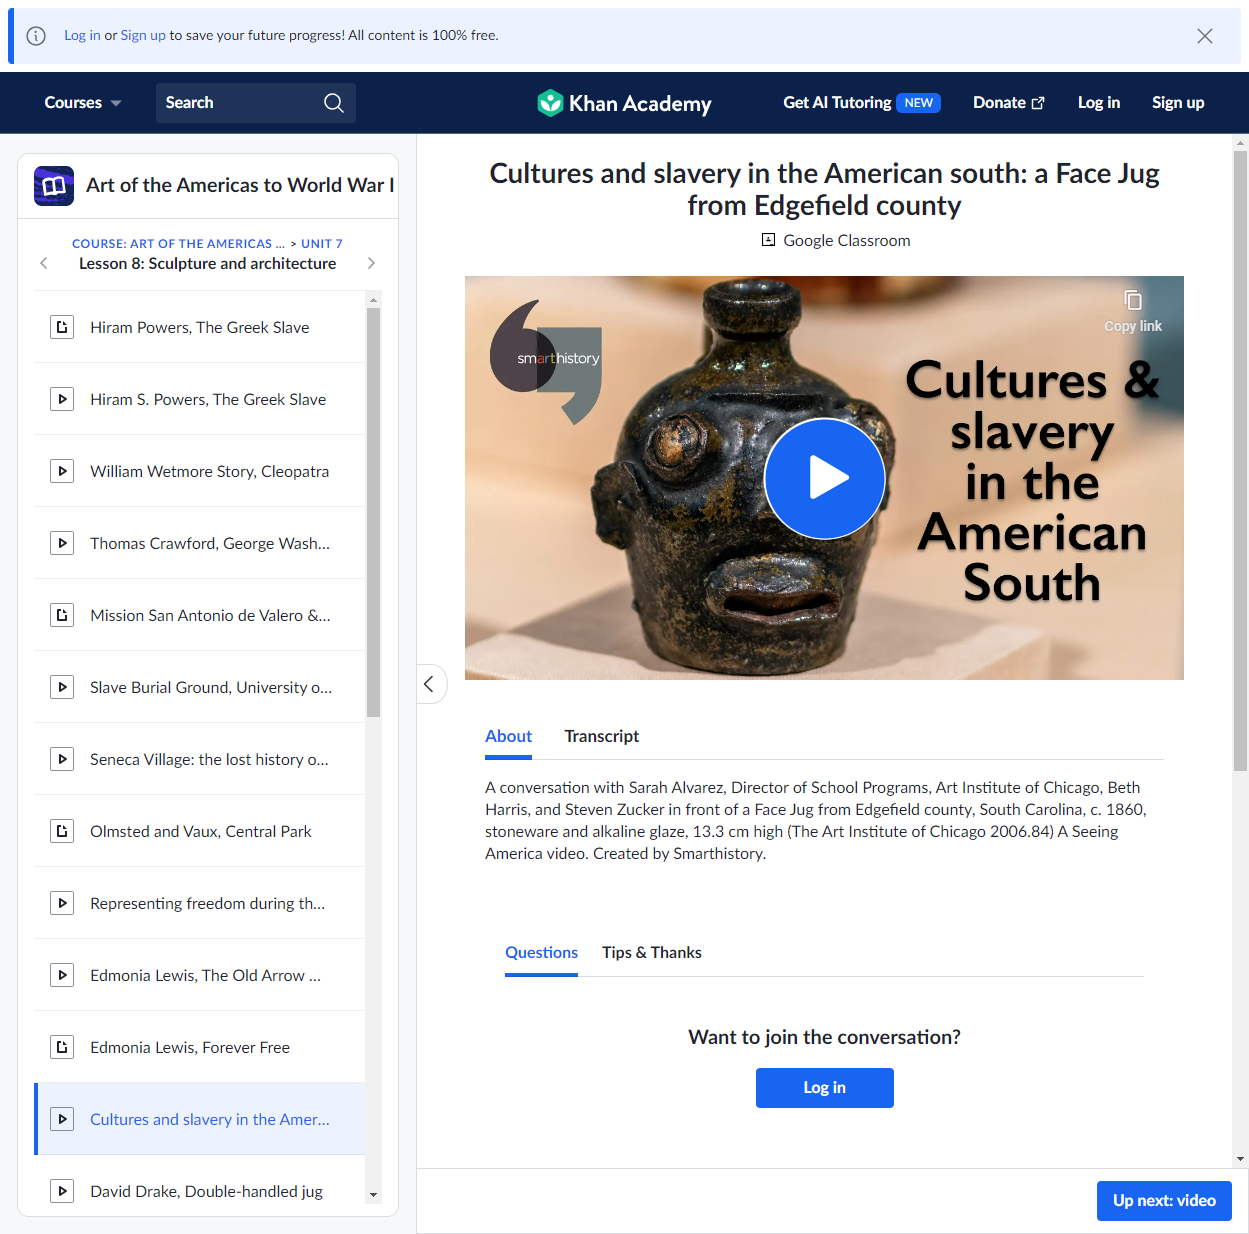 Log in or Sign up to save your future progress! All content is 100% free.
Courses
Search
Khan Academy
Get AI Tutoring NEW
Donate
Log in
Sign up
Art of the Americas to World War I
COURSE: ART OF THE AMERICAS ... > UNIT 7
Lesson 8: Sculpture and architecture
Hiram Powers, The Greek Slave
Hiram S. Powers, The Greek Slave
William Wetmore Story, Cleopatra
Thomas Crawford, George Wash...
Mission San Antonio de Valero &...
Slave Burial Ground, University o...
Seneca Village: the lost history o...
Olmsted and Vaux, Central Park
Representing freedom during th...
Edmonia Lewis, The Old Arrow ...
Edmonia Lewis, Forever Free
Cultures and slavery in the Amer...
David Drake, Double-handled jug
Cultures and slavery in the American south: a Face Jug
from Edgefield county
Google Classroom
smarthistory
Copy link
Cultures &
slavery
in the
American
South
About
Transcript
A conversation with Sarah Alvarez, Director of School Programs, Art Institute of Chicago, Beth
Harris, and Steven Zucker in front of a Face Jug from Edgefield county, South Carolina, c. 1860,
stoneware and alkaline glaze, 13.3 cm high (The Art Institute of Chicago 2006.84) A Seeing
America video. Created by Smarthistory.
Questions
Tips & Thanks
Want to join the conversation?
Log in
Up next: video